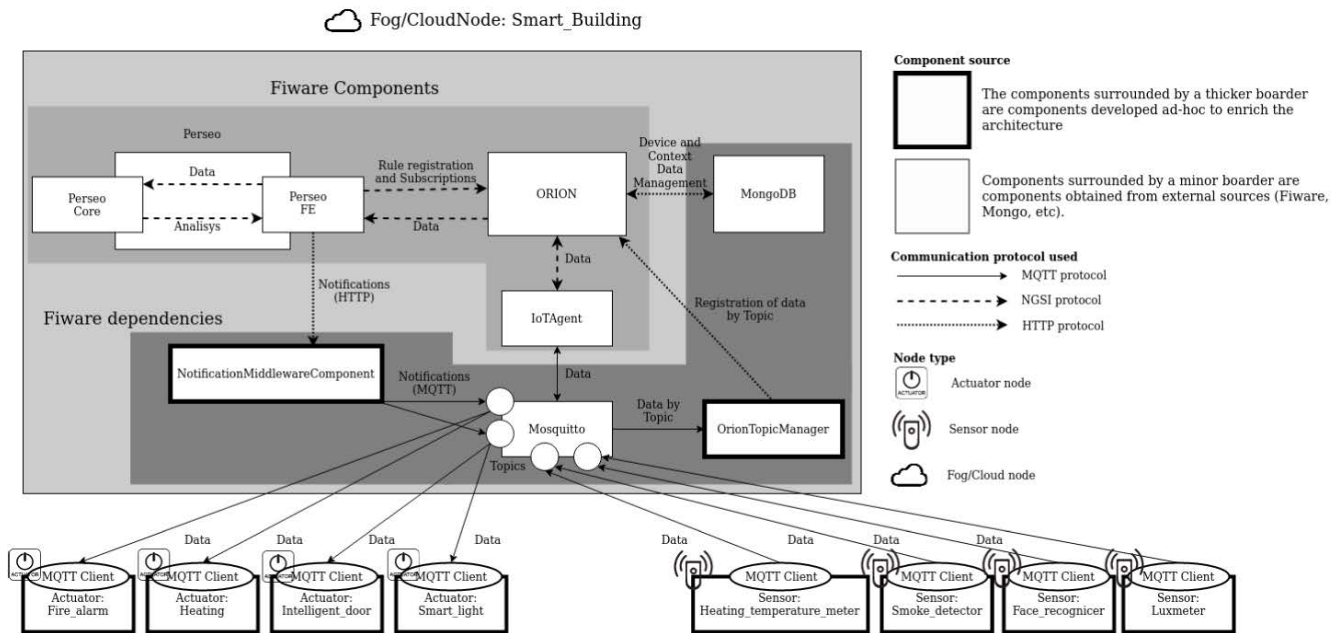 Fog/CloudNode: Smart_Building
Fiware Components
Perseo
Data
Perseo
Core
Perseo
FE
Analisys
Rule registration
and Subscriptions
Data
ORION
Device and
Context
Data
Management
MongoDB
Data
Notifications
(HTTP)
IoTAgent
Registration of data
by Topic
Fiware dependencies
NotificationMiddlewareComponent
Notifications
(MQTT)
Data
Mosquitto
Topics
Data by
Topic
OrionTopicManager
Component source
The components surrounded by a thicker boarder
are components developed ad-hoc to enrich the
architecture
Components surrounded by a minor boarder are
components obtained from external sources (Fiware,
Mongo, etc).
Communication protocol used
MQTT protocol
NGSI protocol
HTTP protocol
Node type
ACTUATOR
Actuator node
Sensor node
Fog/Cloud node
Data
Data
Data
Data
Data
Data
Data
Data
ACTUATOR
MQTT Client
Actuator:
Fire_alarm
ACTUATOR
MQTT Client
Actuator:
Heating
ACTUATOR
MQTT Client
Actuator:
Intelligent_door
ACTUATOR
MQTT Client
Actuator:
Smart_light
MQTT Client
Sensor:
Heating_temperature_meter
MQTT Client
Sensor:
Smoke_detector
MQTT Client
Sensor:
Face_recognicer
MQTT Client
Sensor:
Luxmeter